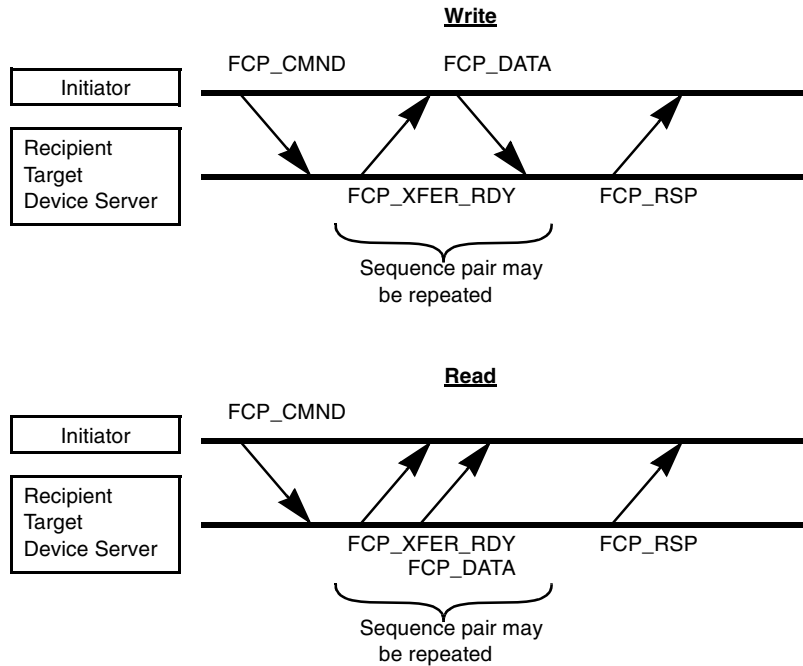 Write
FCP_CMND
FCP_DATA
Initiator
Recipient
Target
Device Server
FCP_XFER_RDY
FCP_RSP
Sequence pair may
be repeated
Read
FCP_CMND
Initiator
Recipient
Target
Device Server
FCP_XFER_RDY
FCP_RSP
FCP_DATA
Sequence pair may
be repeated